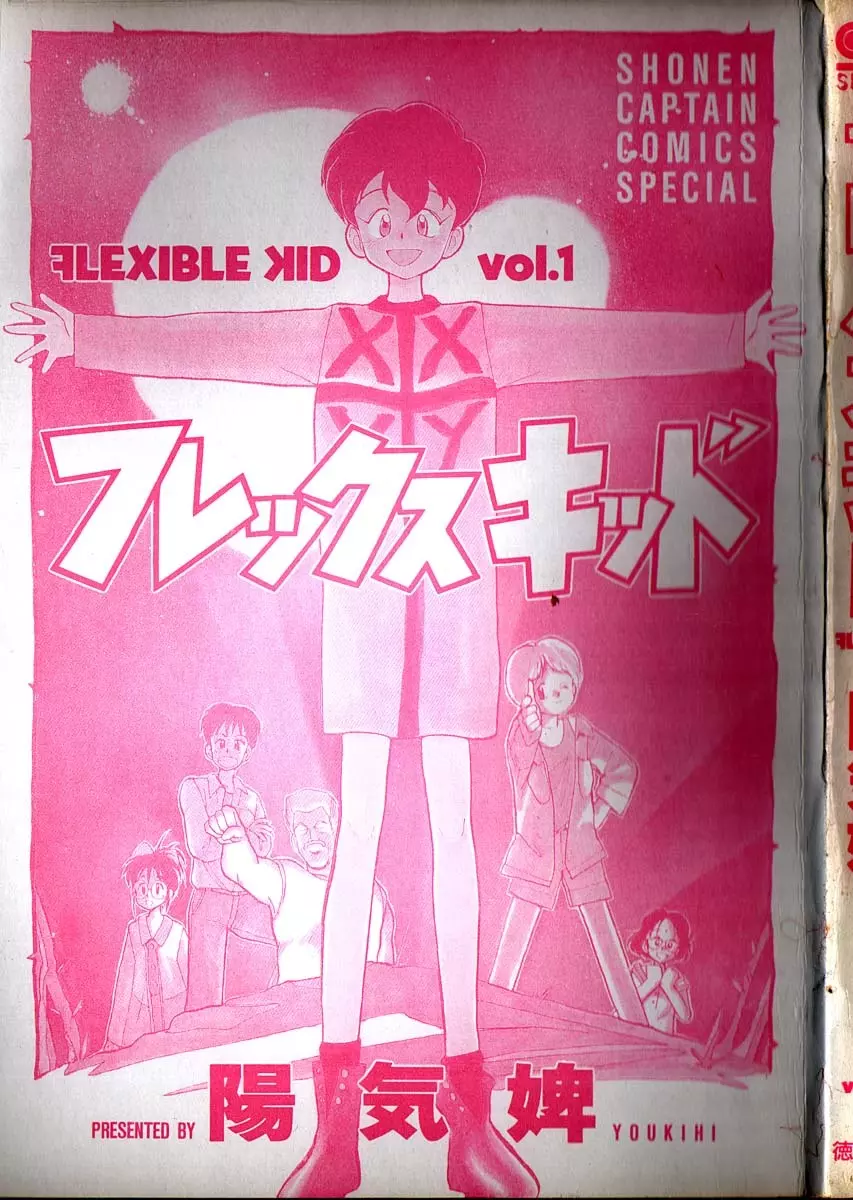 SHONEN
CAPTAIN
COMICS
SPECIAL
FLEXIBLE KID vol.1
X X
X Y
フレックスキッド
PRESENTED BY 陽気婢 YOUKIHI
徳